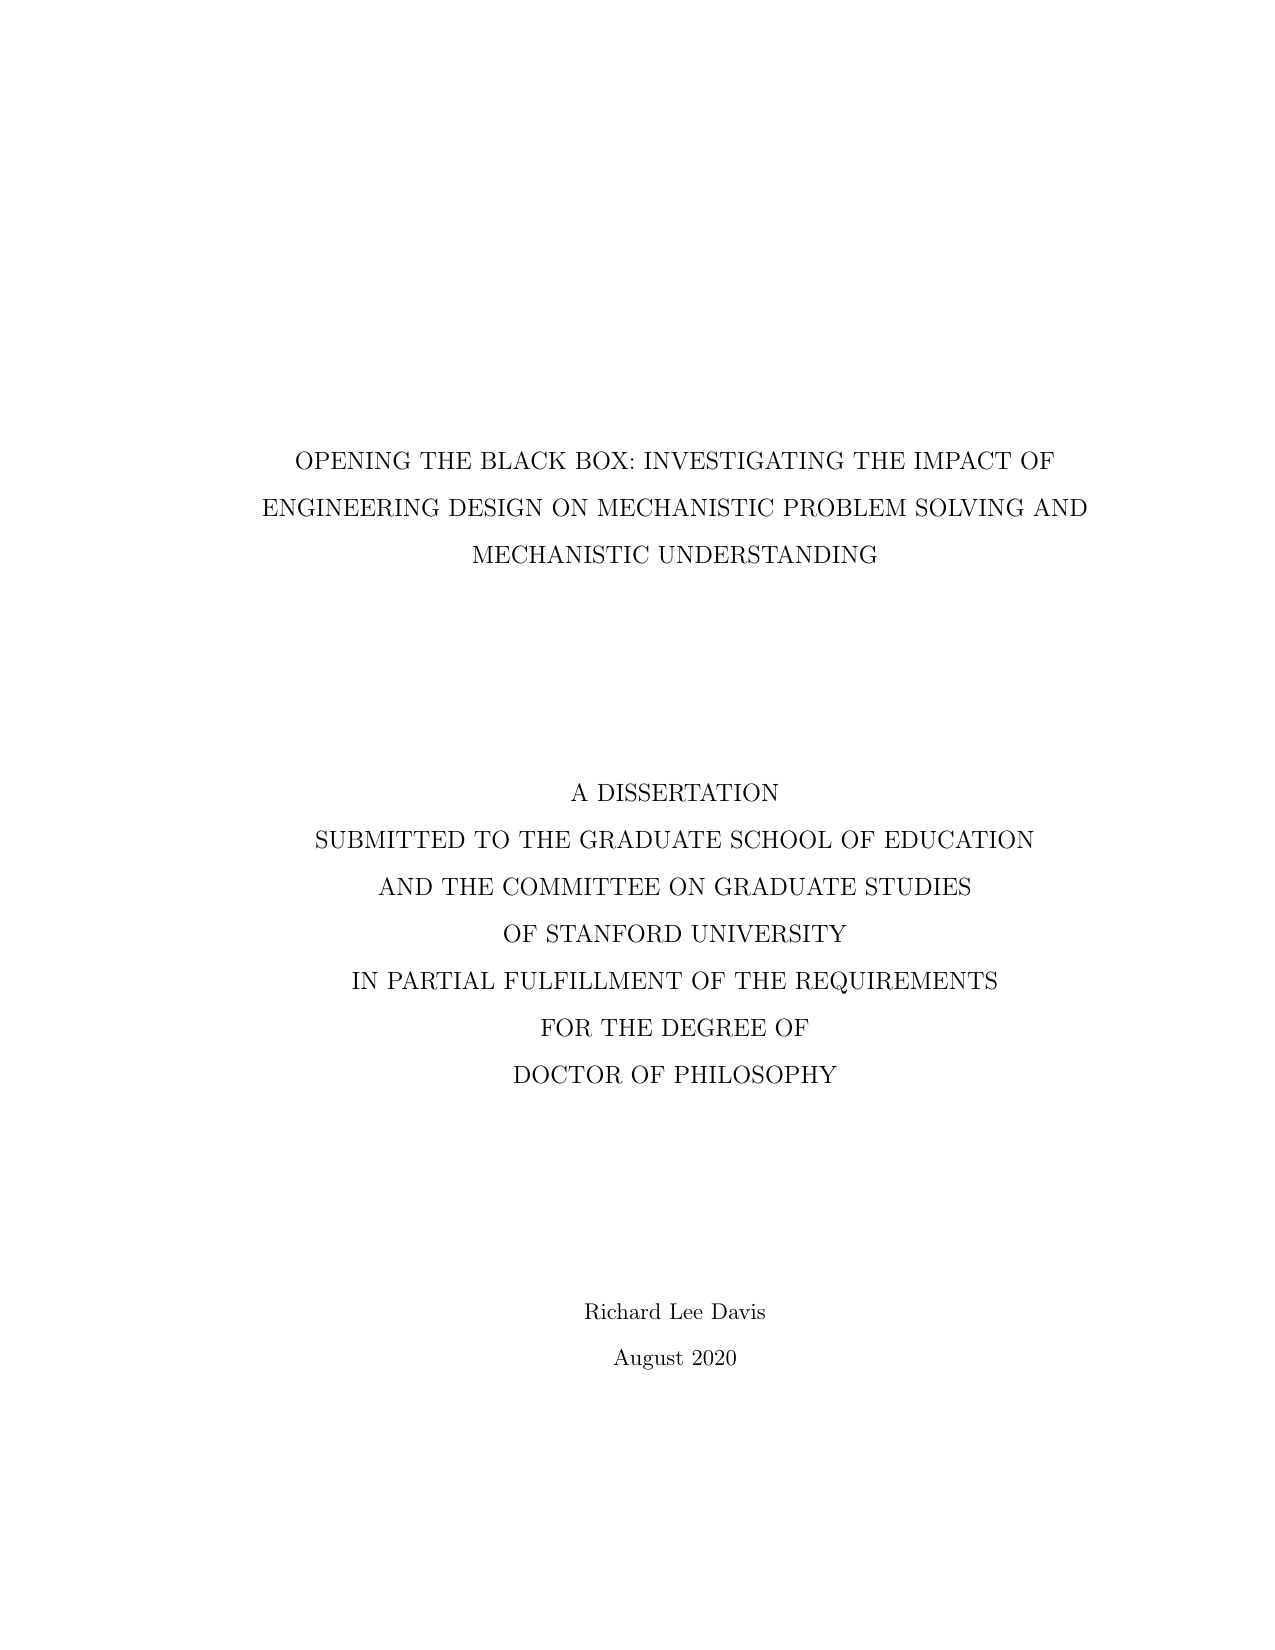 OPENING THE BLACK BOX: INVESTIGATING THE IMPACT OF
ENGINEERING DESIGN ON MECHANISTIC PROBLEM SOLVING AND
MECHANISTIC UNDERSTANDING
A DISSERTATION
SUBMITTED TO THE GRADUATE SCHOOL OF EDUCATION
AND THE COMMITTEE ON GRADUATE STUDIES
OF STANFORD UNIVERSITY
IN PARTIAL FULFILLMENT OF THE REQUIREMENTS
FOR THE DEGREE OF
DOCTOR OF PHILOSOPHY
Richard Lee Davis
August 2020